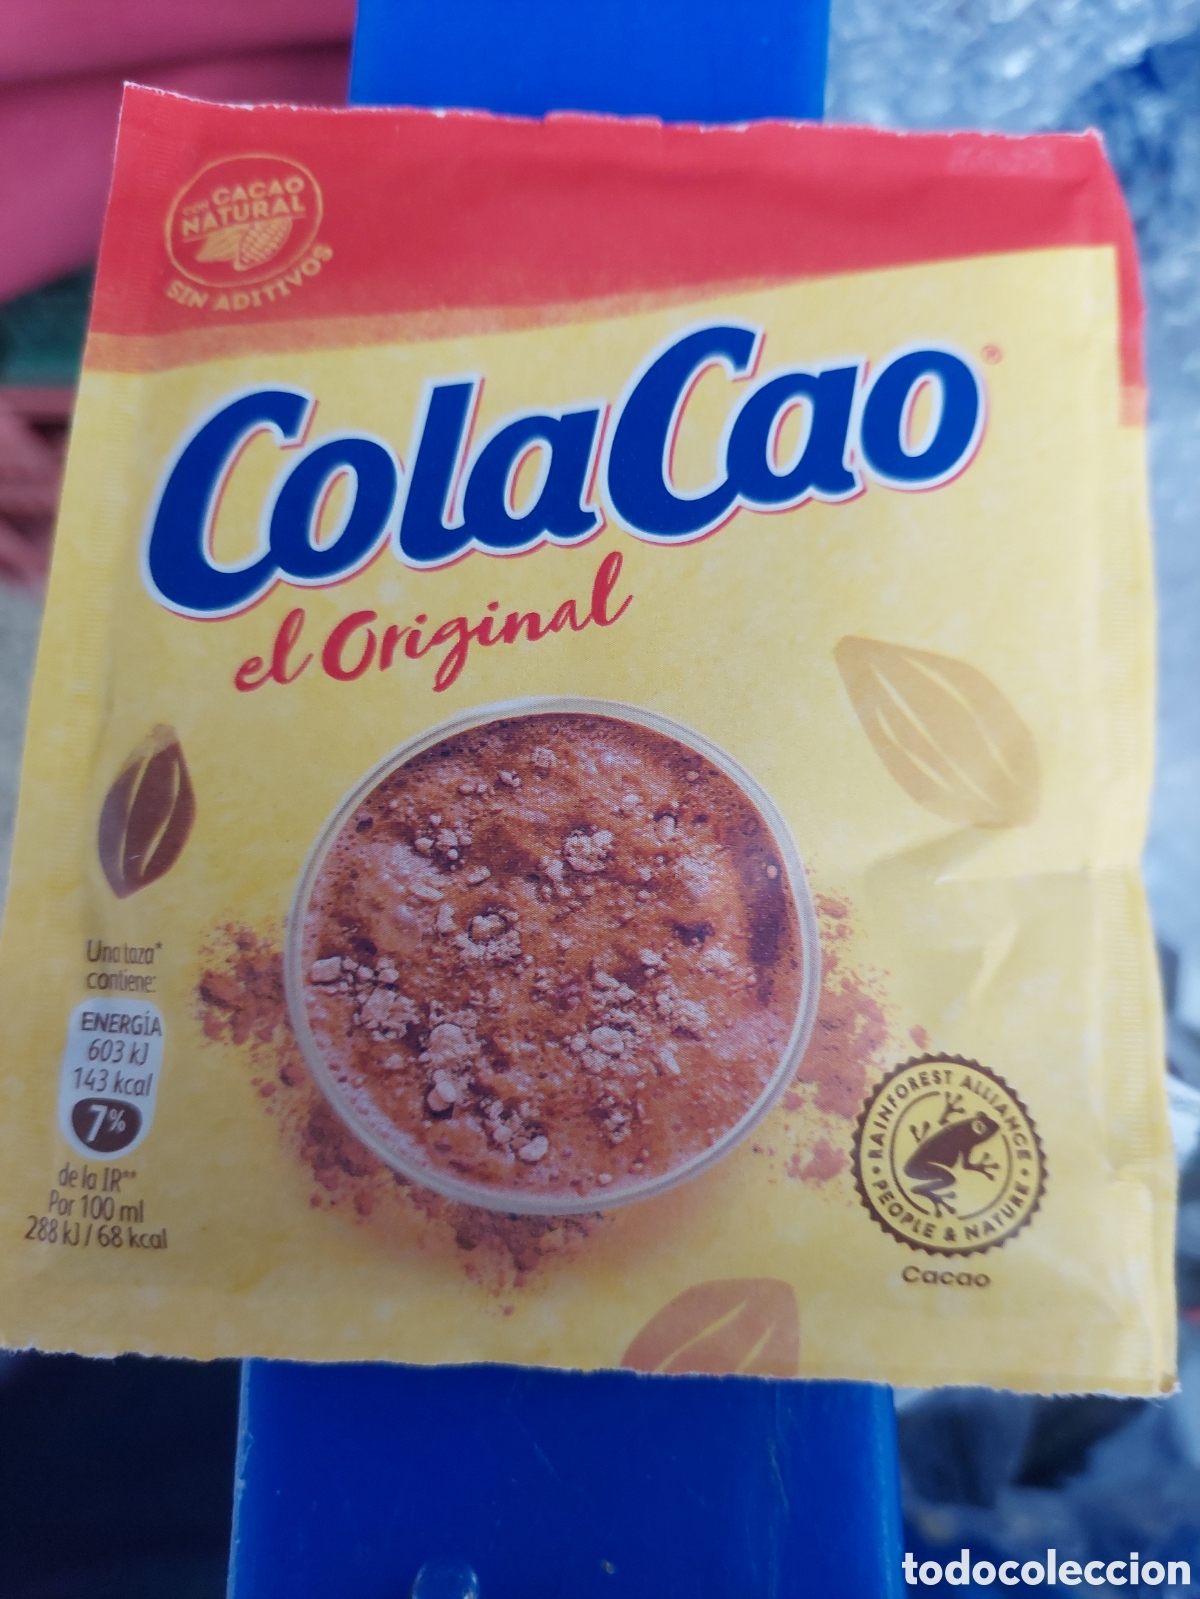 CON CACAO
NATURAL
SIN ADITIVOS
ColaCao®
el Original
Una taza*
contiene:
ENERGÍA
603 kJ
143 kcal
7%
de la IR**
Por 100 ml
288 kJ / 68 kcal
RAINFOREST ALLIANCE
PEOPLE & NATURE
Cacao
todocoleccion